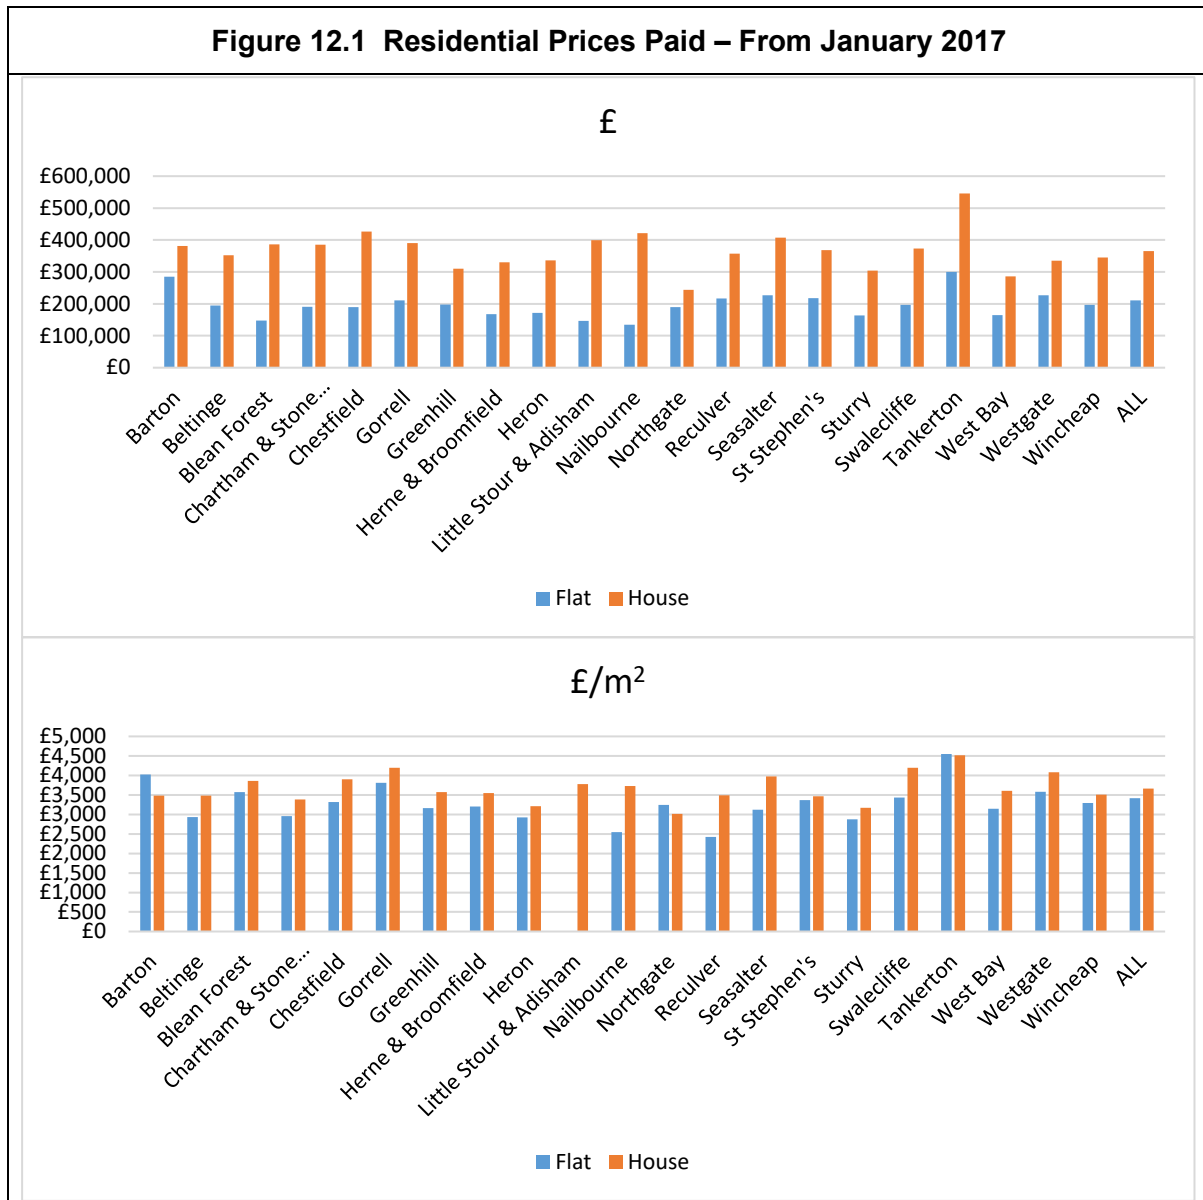 Figure 12.1 Residential Prices Paid – From January 2017
£
£600,000
£500,000
£400,000
£300,000
£200,000
£100,000
£0
Barton
Beltinge
Blean Forest
Chartham & Stone...
Chestfield
Gorrell
Greenhill
Herne & Broomfield
Heron
Little Stour & Adisham
Nailbourne
Northgate
Reculver
Seasalter
St Stephen's
Sturry
Swalecliffe
Tankerton
West Bay
Westgate
Wincheap
ALL
Flat House
£/m²
£5,000
£4,500
£4,000
£3,500
£3,000
£2,500
£2,000
£1,500
£1,000
£500
£0
Barton
Beltinge
Blean Forest
Chartham & Stone...
Chestfield
Gorrell
Greenhill
Herne & Broomfield
Heron
Little Stour & Adisham
Nailbourne
Northgate
Reculver
Seasalter
St Stephen's
Sturry
Swalecliffe
Tankerton
West Bay
Westgate
Wincheap
ALL
Flat House